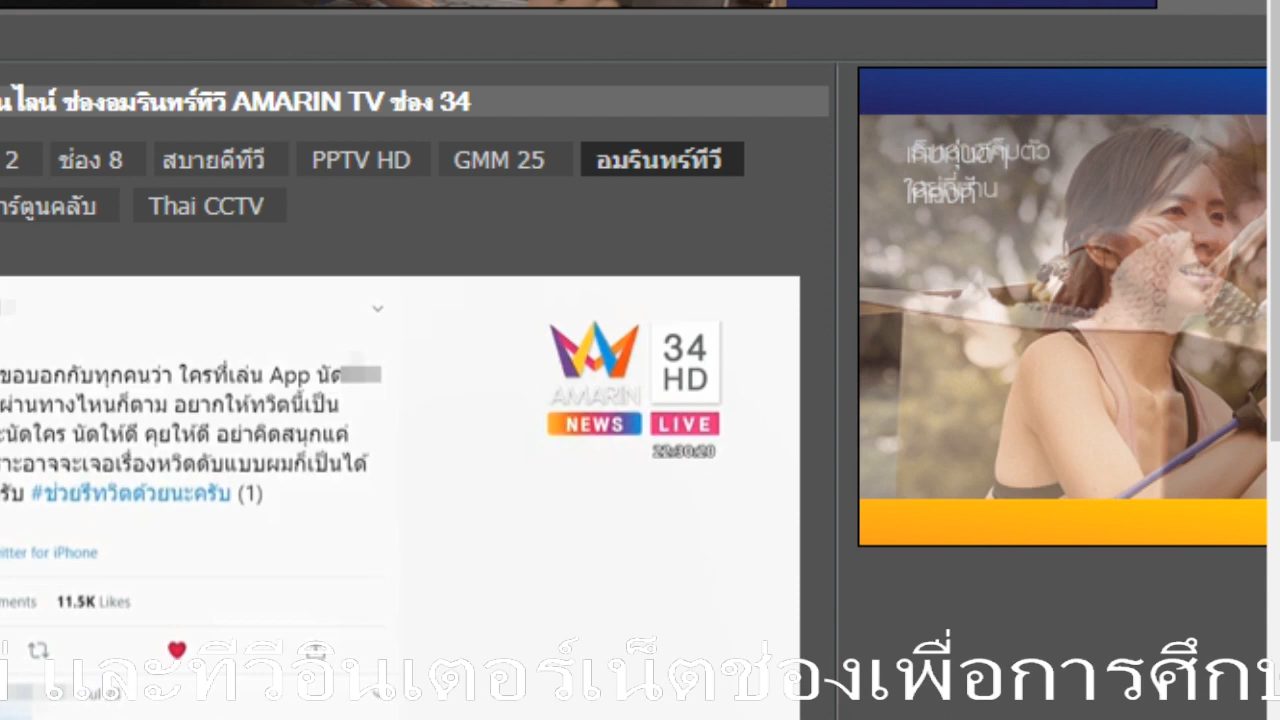 นไลน์ ช่องอมรินทร์ทีวี AMARIN TV ช่อง 34
2 ช่อง 8 สบายดีทีวี PPTV HD GMM 25 อมรินทร์ทีวี
าร์ตูนคลับ Thai CCTV
ขอบอกกับทุกคนว่า ใครที่เล่น App นัด
ผ่านทางไหนก็ตาม อยากให้ทวิตนี้เป็น
ะนัดใคร นัดให้ดี คุยให้ดี อย่าคิดสนุกแค่
ราะอาจจะเจอเรื่องหวิดดับแบบผมก็เป็นได้
รับ #ช่วยรีทวิตด้วยนะครับ (1)
itter for iPhone
ments 11.5K Likes
34
HD
AMARIN
NEWS LIVE
22:30:20
และทีวีอินเตอร์เน็ตช่องเพื่อการศึกษ